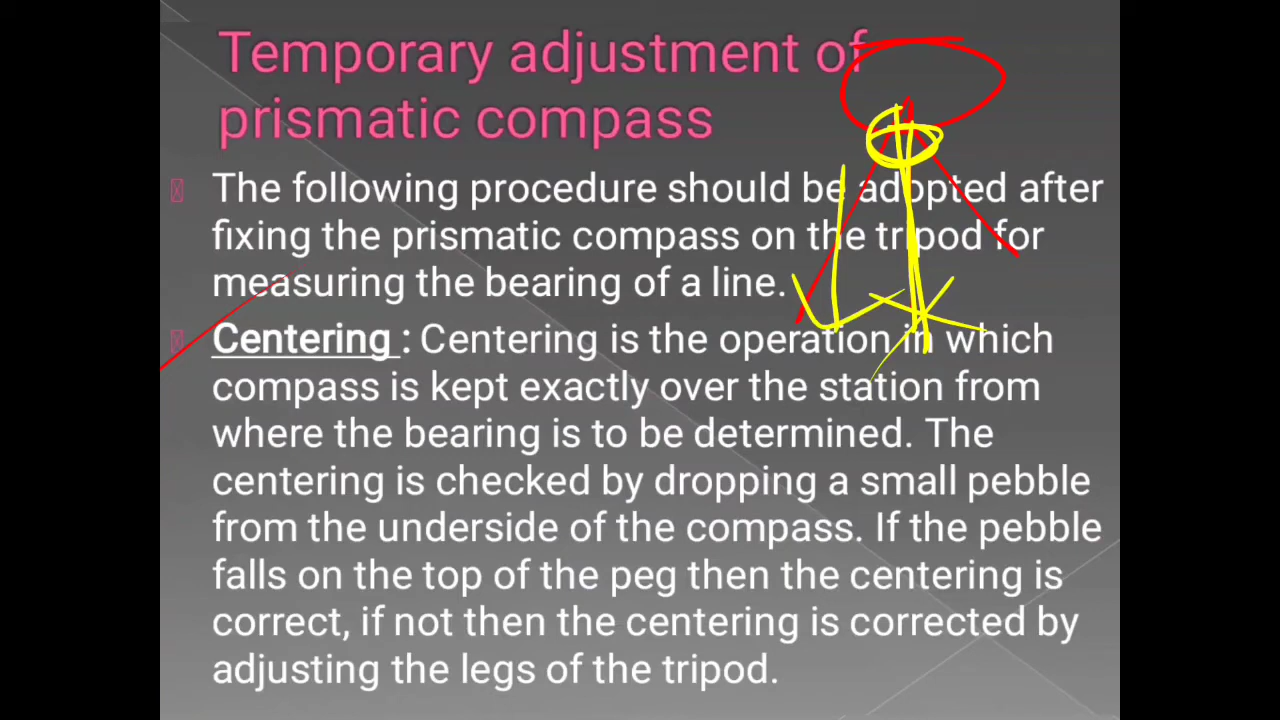 Temporary adjustment of
prismatic compass
The following procedure should be adopted after
fixing the prismatic compass on the tripod for
measuring the bearing of a line.
Centering : Centering is the operation in which
compass is kept exactly over the station from
where the bearing is to be determined. The
centering is checked by dropping a small pebble
from the underside of the compass. If the pebble
falls on the top of the peg then the centering is
correct, if not then the centering is corrected by
adjusting the legs of the tripod.